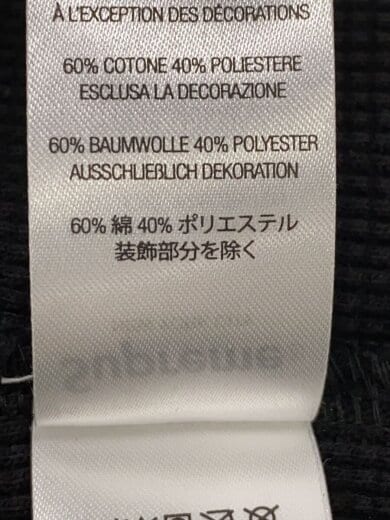 À L'EXCEPTION DES DÉCORATIONS
60% COTONE 40% POLIESTERE
ESCLUSA LA DECORAZIONE
60% BAUMWOLLE 40% POLYESTER
AUSSCHLIEßLICH DEKORATION
60% 綿 40% ポリエステル
装飾部分を除く
Supreme